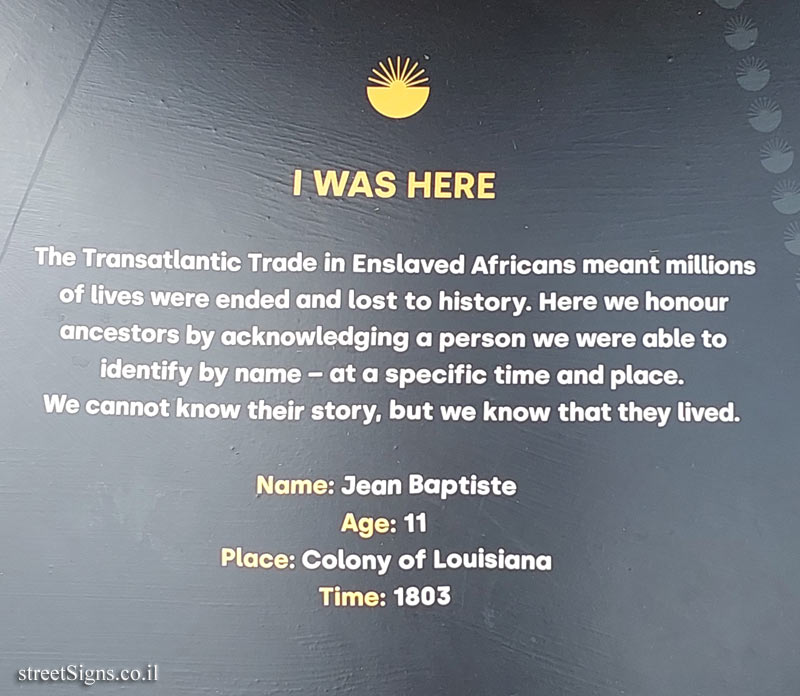 I WAS HERE
The Transatlantic Trade in Enslaved Africans meant millions
of lives were ended and lost to history. Here we honour
ancestors by acknowledging a person we were able to
identify by name – at a specific time and place.
We cannot know their story, but we know that they lived.
Name: Jean Baptiste
Age: 11
Place: Colony of Louisiana
Time: 1803
streetSigns.co.il